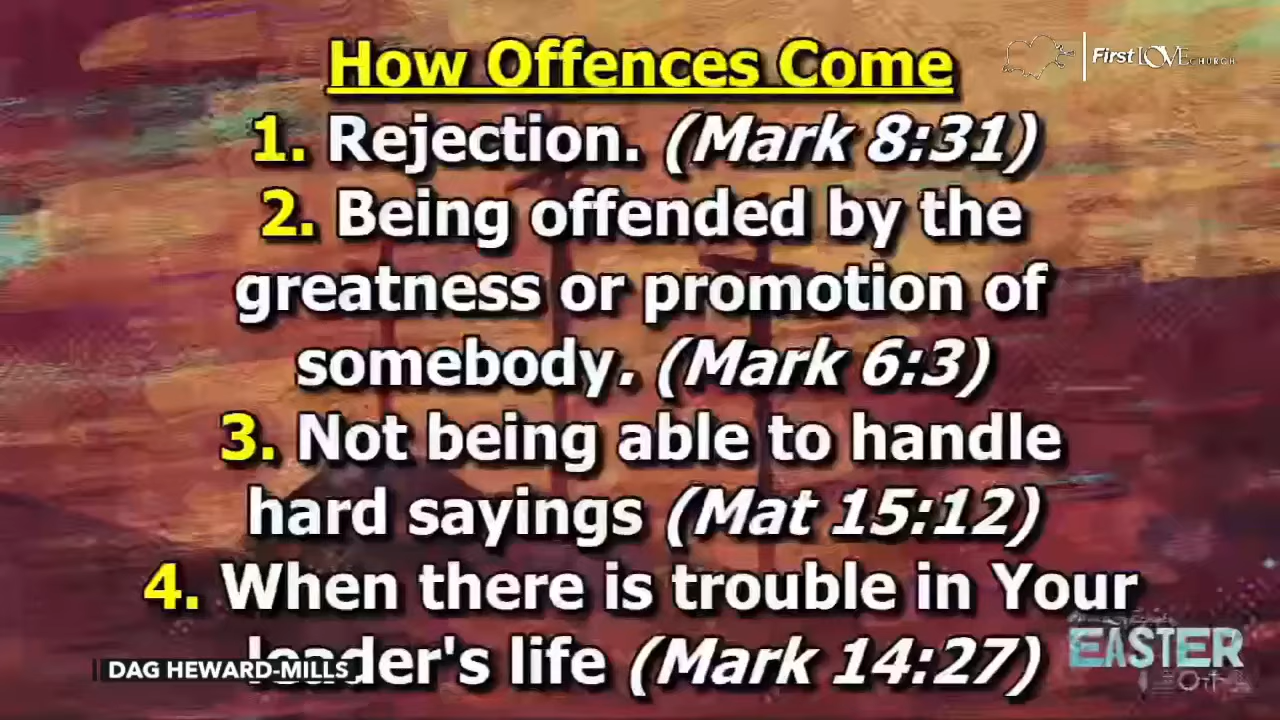 How Offences Come
First LOVE CHURCH
1. Rejection. (Mark 8:31)
2. Being offended by the
greatness or promotion of
somebody. (Mark 6:3)
3. Not being able to handle
hard sayings (Mat 15:12)
4. When there is trouble in Your
leader's life (Mark 14:27)
DAG HEWARD-MILLS
EASTER